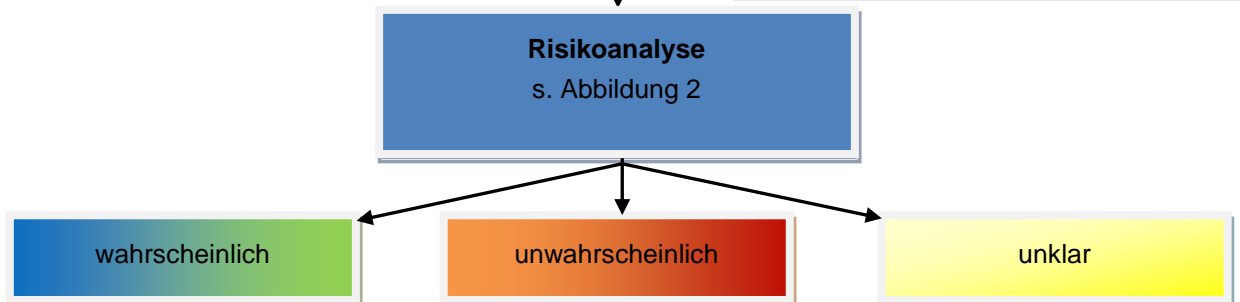 Risikoanalyse
s. Abbildung 2
wahrscheinlich
unwahrscheinlich
unklar